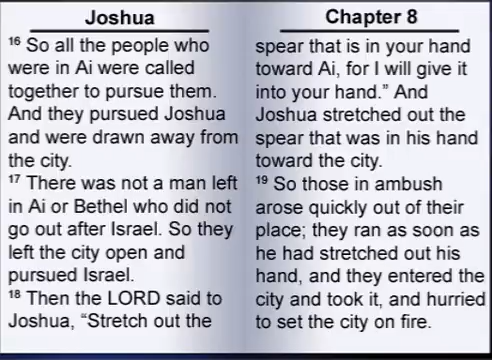 Joshua
¹⁶ So all the people who
were in Ai were called
together to pursue them.
And they pursued Joshua
and were drawn away from
the city.
¹⁷ There was not a man left
in Ai or Bethel who did not
go out after Israel. So they
left the city open and
pursued Israel.
¹⁸ Then the LORD said to
Joshua, “Stretch out the
Chapter 8
spear that is in your hand
toward Ai, for I will give it
into your hand.” And
Joshua stretched out the
spear that was in his hand
toward the city.
¹⁹ So those in ambush
arose quickly out of their
place; they ran as soon as
he had stretched out his
hand, and they entered the
city and took it, and hurried
to set the city on fire.